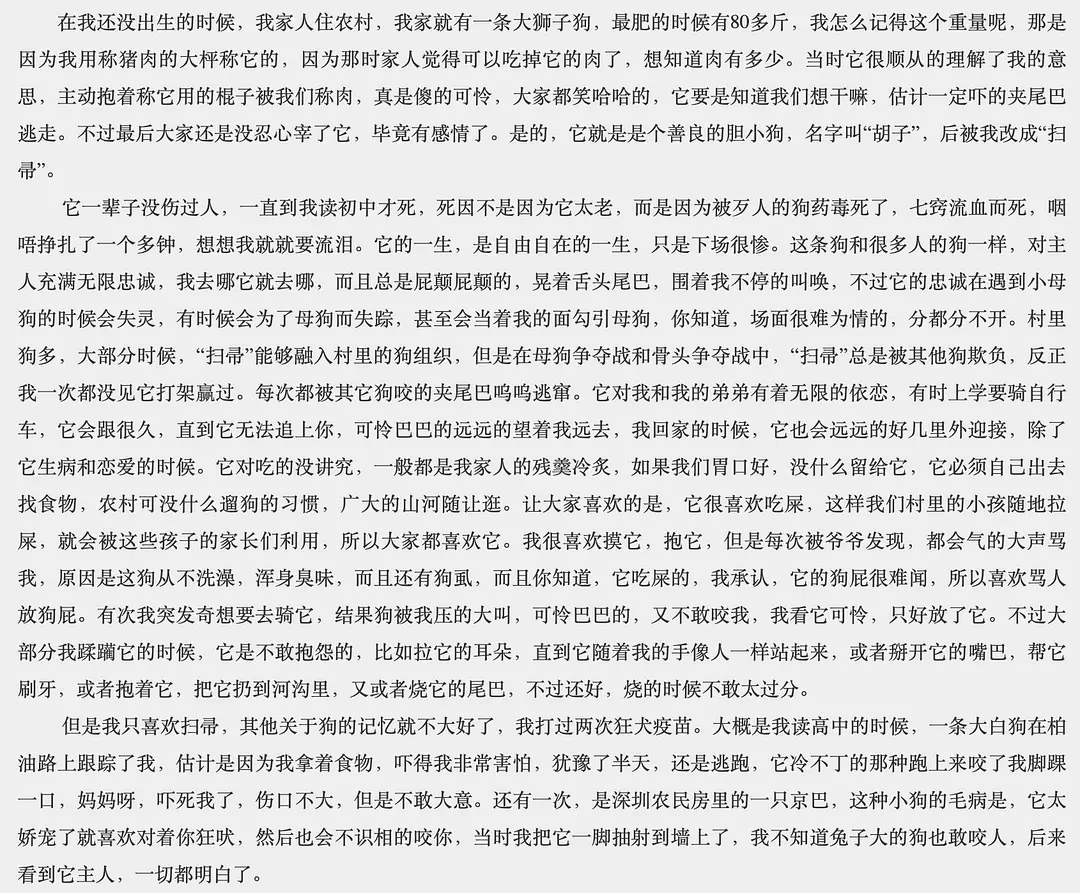 在我还没出生的时候，我家人住农村，我家就有一条大狮子狗，最肥的时候有80多斤，我怎么记得这个重量呢，那是
因为我用称猪肉的大枰称它的，因为那时家人觉得可以吃掉它的肉了，想知道肉有多少。当时它很顺从的理解了我的意
思，主动抱着称它用的棍子被我们称肉，真是傻的可怜，大家都笑哈哈的，它要是知道我们想干嘛，估计一定吓的夹尾巴
逃走。不过最后大家还是没忍心宰了它，毕竟有感情了。是的，它就是是个善良的胆小狗，名字叫“胡子”，后被我改成“扫
帚”。
它一辈子没伤过人，一直到我读初中才死，死因不是因为它太老，而是因为被歹人的狗药毒死了，七窍流血而死，咽
唔挣扎了一个多钟，想想我就就要流泪。它的一生，是自由自在的一生，只是下场很惨。这条狗和很多人的狗一样，对主
人充满无限忠诚，我去哪它就去哪，而且总是屁颠屁颠的，晃着舌头尾巴，围着我不停的叫唤，不过它的忠诚在遇到小母
狗的时候会失灵，有时候会为了母狗而失踪，甚至会当着我的面勾引母狗，你知道，场面很难为情的，分都分不开。村里
狗多，大部分时候，“扫帚”能够融入村里的狗组织，但是在母狗争夺战和骨头争夺战中，“扫帚”总是被其他狗欺负，反正
我一次都没见它打架赢过。每次都被其它狗咬的夹尾巴呜呜逃窜。它对我和我的弟弟有着无限的依恋，有时上学要骑自行
车，它会跟很久，直到它无法追上你，可怜巴巴的远远的望着我远去，我回家的时候，它也会远远的好几里外迎接，除了
它生病和恋爱的时候。它对吃的没讲究，一般都是我家人的残羹冷炙，如果我们胃口好，没什么留给它，它必须自己出去
找食物，农村可没什么遛狗的习惯，广大的山河随让逛。让大家喜欢的是，它很喜欢吃屎，这样我们村里的小孩随地拉
屎，就会被这些孩子的家长们利用，所以大家都喜欢它。我很喜欢摸它，抱它，但是每次被爷爷发现，都会气的大声骂
我，原因是这狗从不洗澡，浑身臭味，而且还有狗虱，而且你知道，它吃屎的，我承认，它的狗屁很难闻，所以喜欢骂人
放狗屁。有次我突发奇想要去骑它，结果狗被我压的大叫，可怜巴巴的，又不敢咬我，我看它可怜，只好放了它。不过大
部分我蹂躏它的时候，它是不敢抱怨的，比如拉它的耳朵，直到它随着我的手像人一样站起来，或者掰开它的嘴巴，帮它
刷牙，或者抱着它，把它扔到河沟里，又或者烧它的尾巴，不过还好，烧的时候不敢太过分。
但是我只喜欢扫帚，其他关于狗的记忆就不大好了，我打过两次狂犬疫苗。大概是我读高中的时候，一条大白狗在柏
油路上跟踪了我，估计是因为我拿着食物，吓得我非常害怕，犹豫了半天，还是逃跑，它冷不丁的那种跑上来咬了我脚踝
一口，妈妈呀，吓死我了，伤口不大，但是不敢大意。还有一次，是深圳农民房里的一只京巴，这种小狗的毛病是，它太
娇宠了就喜欢对着你狂吠，然后也会不识相的咬你，当时我把它一脚抽射到墙上了，我不知道兔子大的狗也敢咬人，后来
看到它主人，一切都明白了。